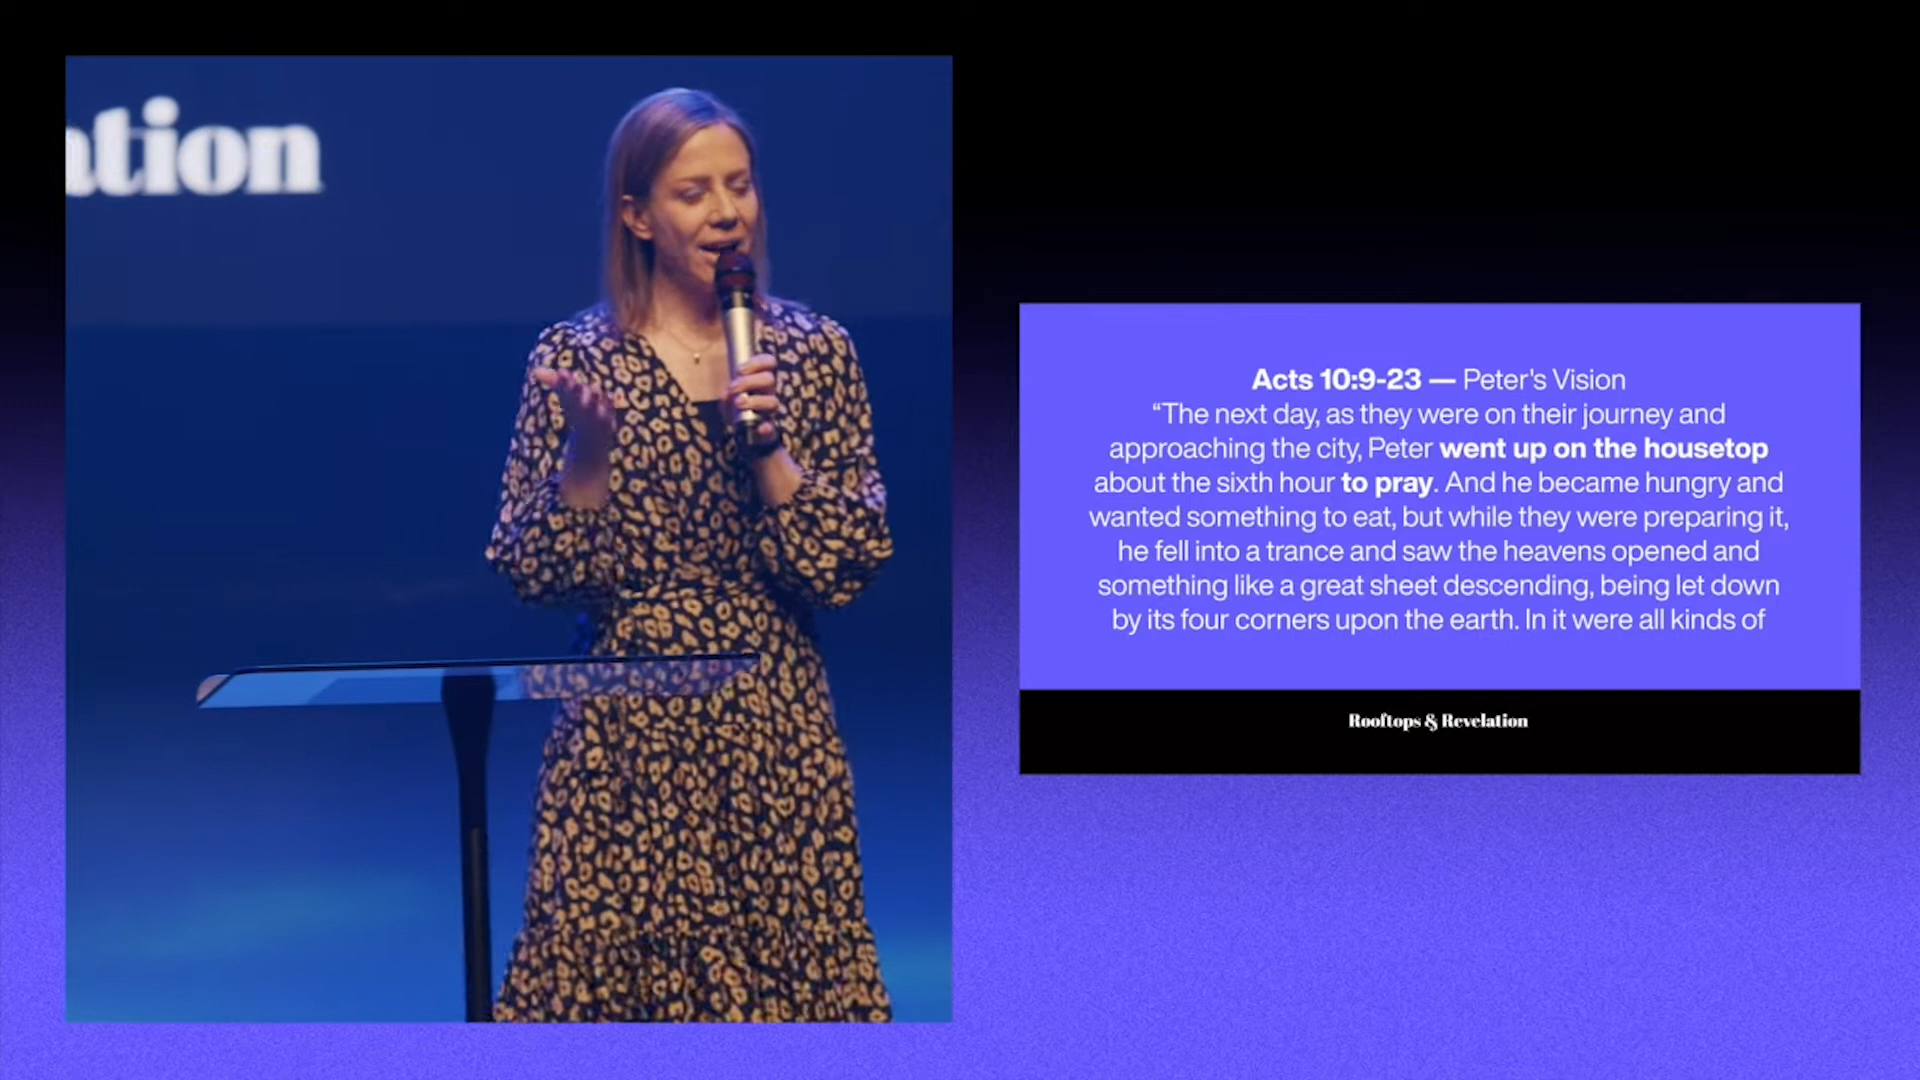 ation
Acts 10:9-23 — Peter's Vision
“The next day, as they were on their journey and
approaching the city, Peter went up on the housetop
about the sixth hour to pray. And he became hungry and
wanted something to eat, but while they were preparing it,
he fell into a trance and saw the heavens opened and
something like a great sheet descending, being let down
by its four corners upon the earth. In it were all kinds of
Rooftops & Revelation